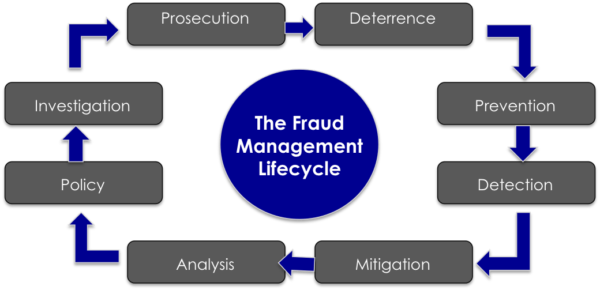 Prosecution
Deterrence
Investigation
The Fraud
Management
Lifecycle
Prevention
Policy
Detection
Analysis
Mitigation